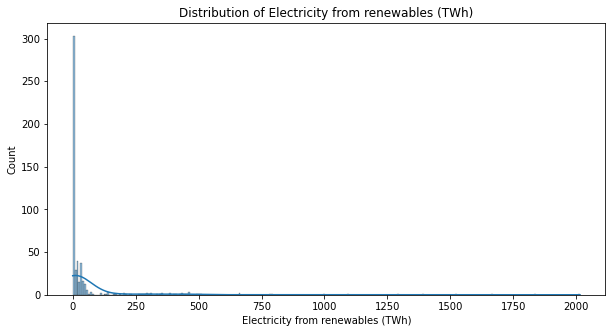 Distribution of Electricity from renewables (TWh)
300
250
200
150
100
50
0
Count
0 250 500 750 1000 1250 1500 1750 2000
Electricity from renewables (TWh)